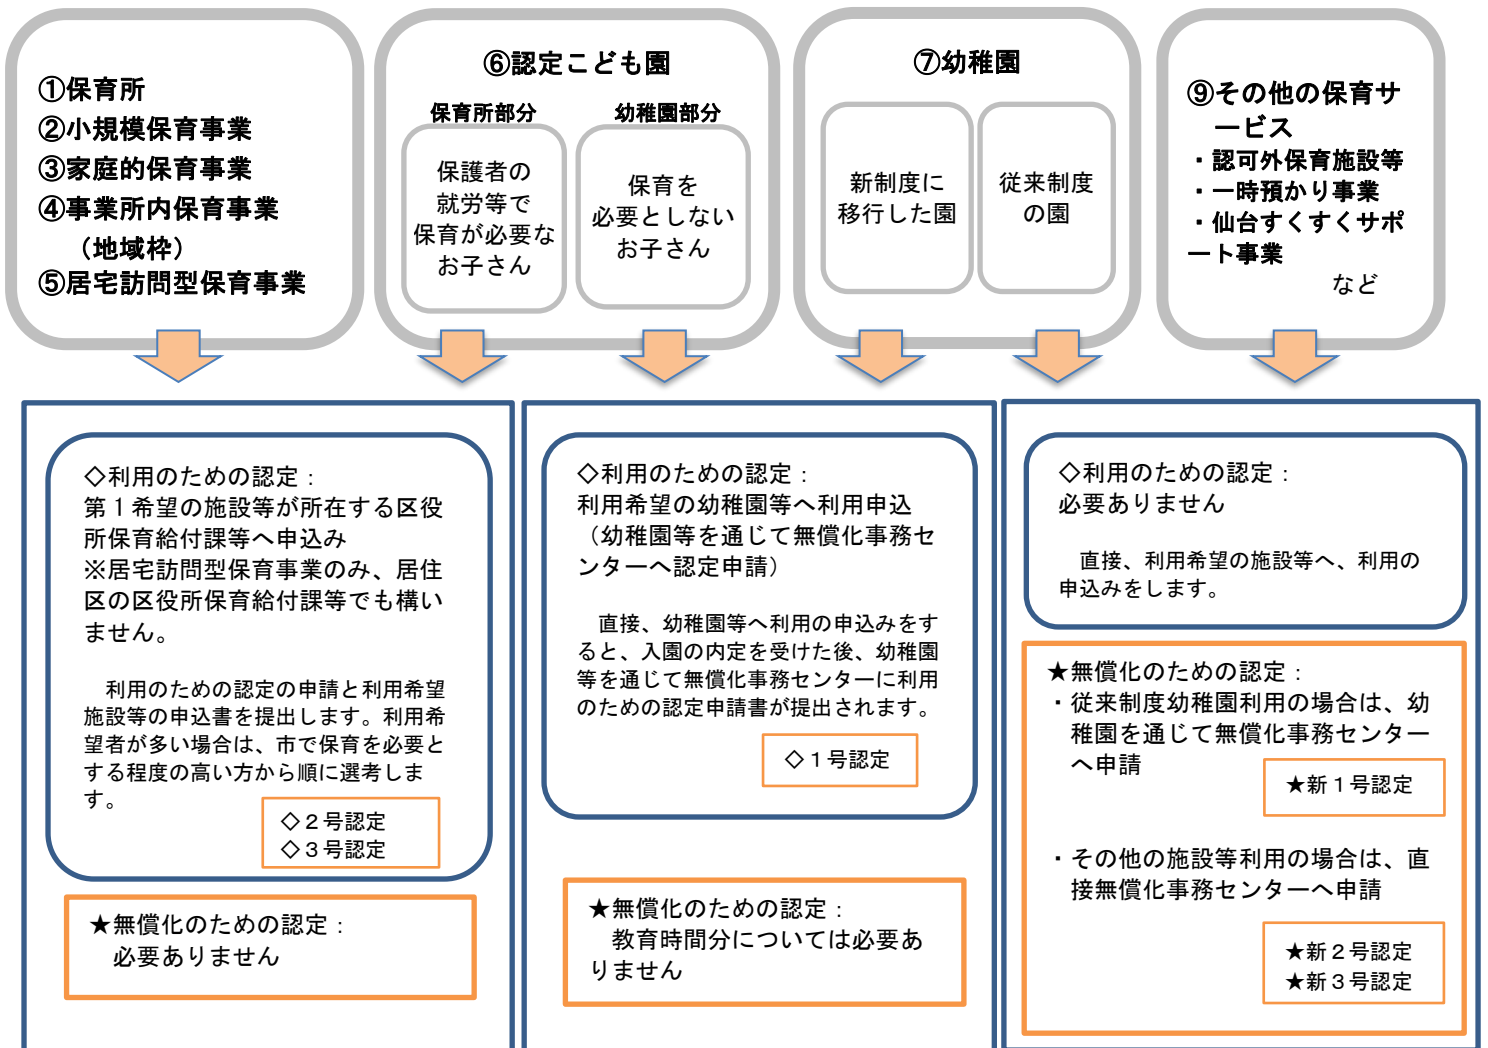 ①保育所
②小規模保育事業
③家庭的保育事業
④事業所内保育事業
（地域枠）
⑤居宅訪問型保育事業
⑥認定こども園
保育所部分
保護者の
就労等で
保育が必要な
お子さん
幼稚園部分
保育を
必要としない
お子さん
⑦幼稚園
新制度に
移行した園
従来制度
の園
⑨その他の保育サ
ービス
・認可外保育施設等
・一時預かり事業
・仙台すくすくサポ
ート事業
など
◇利用のための認定：
第１希望の施設等が所在する区役
所保育給付課等へ申込み
※居宅訪問型保育事業のみ、居住
区の区役所保育給付課等でも構い
ません。
利用のための認定の申請と利用希望
施設等の申込書を提出します。利用希
望者が多い場合は、市で保育を必要と
する程度の高い方から順に選考しま
す。
◇２号認定
◇３号認定
★無償化のための認定：
必要ありません
◇利用のための認定：
利用希望の幼稚園等へ利用申込
（幼稚園等を通じて無償化事務セ
ンターへ認定申請）
直接、幼稚園等へ利用の申込みをす
ると、入園の内定を受けた後、幼稚園
等を通じて無償化事務センターに利用
のための認定申請書が提出されます。
◇１号認定
★無償化のための認定：
教育時間分については必要あ
りません
◇利用のための認定：
必要ありません
直接、利用希望の施設等へ、利用の
申込みをします。
★無償化のための認定：
・従来制度幼稚園利用の場合は、幼
稚園を通じて無償化事務センター
へ申請
★新１号認定
・その他の施設等利用の場合は、直
接無償化事務センターへ申請
★新２号認定
★新３号認定